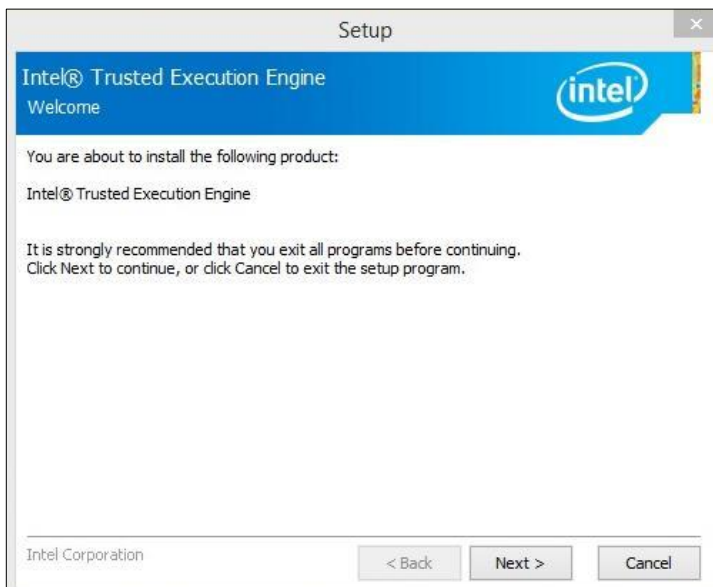 Setup
Intel® Trusted Execution Engine
Welcome
intel
You are about to install the following product:
Intel® Trusted Execution Engine
It is strongly recommended that you exit all programs before continuing.
Click Next to continue, or click Cancel to exit the setup program.
Intel Corporation
< Back
Next >
Cancel